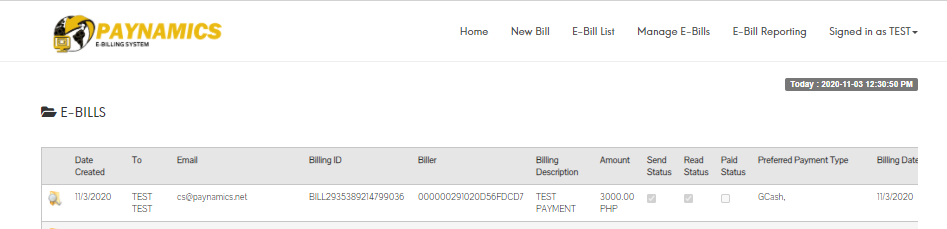 PAYNAMICS
E-BILLING SYSTEM
Home New Bill E-Bill List Manage E-Bills E-Bill Reporting Signed in as TEST
Today : 2020-11-03 12:30:50 PM
E-BILLS
Date Created To Email Billing ID Biller Billing Description Amount Send Status Read Status Paid Status Preferred Payment Type Billing Date
11/3/2020 TEST TEST cs@paynamics.net BILL2935389214799036 000000291020D56FDCD7 TEST PAYMENT 3000.00 PHP GCash, 11/3/2020